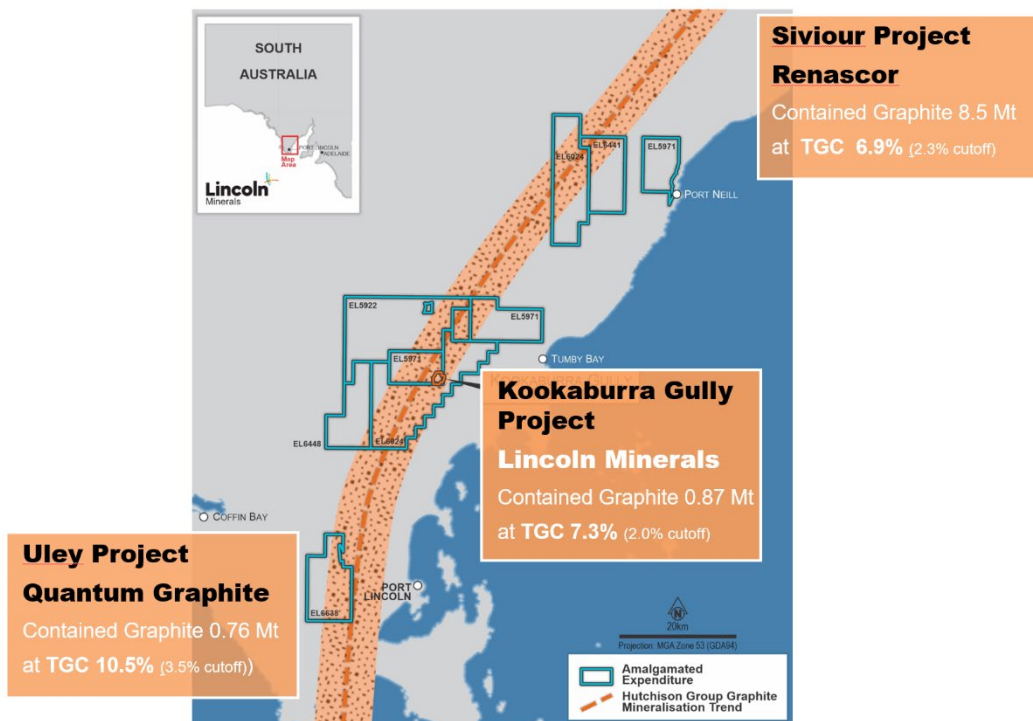 SOUTH
AUSTRALIA
PORT LINCOLN
ADELAIDE
Map
Area
Lincoln
Minerals
Siviour Project
Renascor
Contained Graphite 8.5 Mt
at TGC 6.9% (2.3% cutoff)
EL6024
EL6441
EL5971
PORT NEILL
EL5922
EL5971
EL5971
TUMBY BAY
Kookaburra Gully
Project
Lincoln Minerals
Contained Graphite 0.87 Mt
at TGC 7.3% (2.0% cutoff)
EL6448
EL6024
COFFIN BAY
Uley Project
Quantum Graphite
Contained Graphite 0.76 Mt
at TGC 10.5% (3.5% cutoff))
PORT
LINCOLN
N
20km
Projection: MGA Zone 53 (GDA94)
Amalgamated
Expenditure
Hutchison Group Graphite
Mineralisation Trend